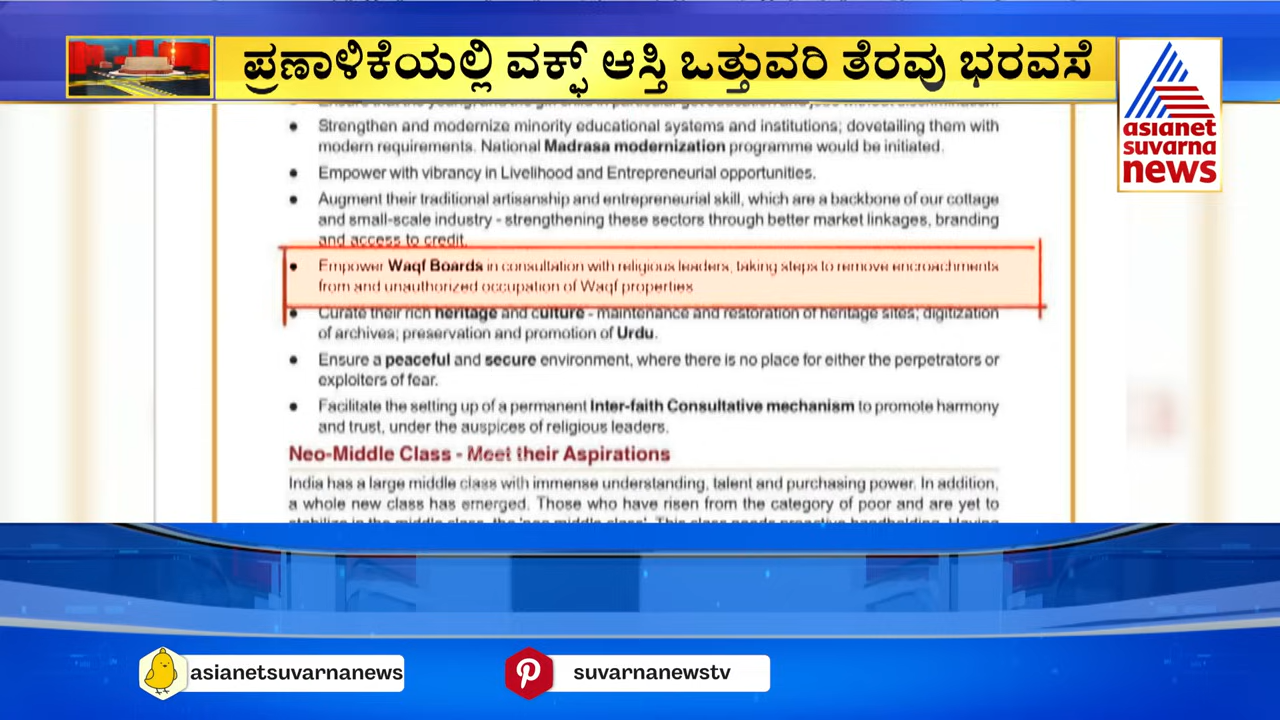 ಪ್ರಣಾಳಿಕೆಯಲ್ಲಿ ವಕ್ಫ್ ಆಸ್ತಿ ಒತ್ತುವರಿ ತೆರವು ಭರವಸೆ
asianet
suvarna
news
• Strengthen and modernize minority educational systems and institutions; dovetailing them with
modern requirements. National Madrasa modernization programme would be initiated.
• Empower with vibrancy in Livelihood and Entrepreneurial opportunities.
• Augment their traditional artisanship and entrepreneurial skill, which are a backbone of our cottage
and small-scale industry - strengthening these sectors through better market linkages, branding
and access to credit.
• Empower Waqf Boards in consultation with religious leaders; taking steps to remove encroachments
from and unauthorized occupation of Waqf properties
• Curate their rich heritage and culture - maintenance and restoration of heritage sites; digitization
of archives; preservation and promotion of Urdu.
• Ensure a peaceful and secure environment, where there is no place for either the perpetrators or
exploiters of fear.
• Facilitate the setting up of a permanent Inter-faith Consultative mechanism to promote harmony
and trust, under the auspices of religious leaders.
Neo-Middle Class - Meet their Aspirations
India has a large middle class with immense understanding, talent and purchasing power. In addition,
a whole new class has emerged. Those who have risen from the category of poor and are yet to
asianetsuvarnanews
suvarnanewstv